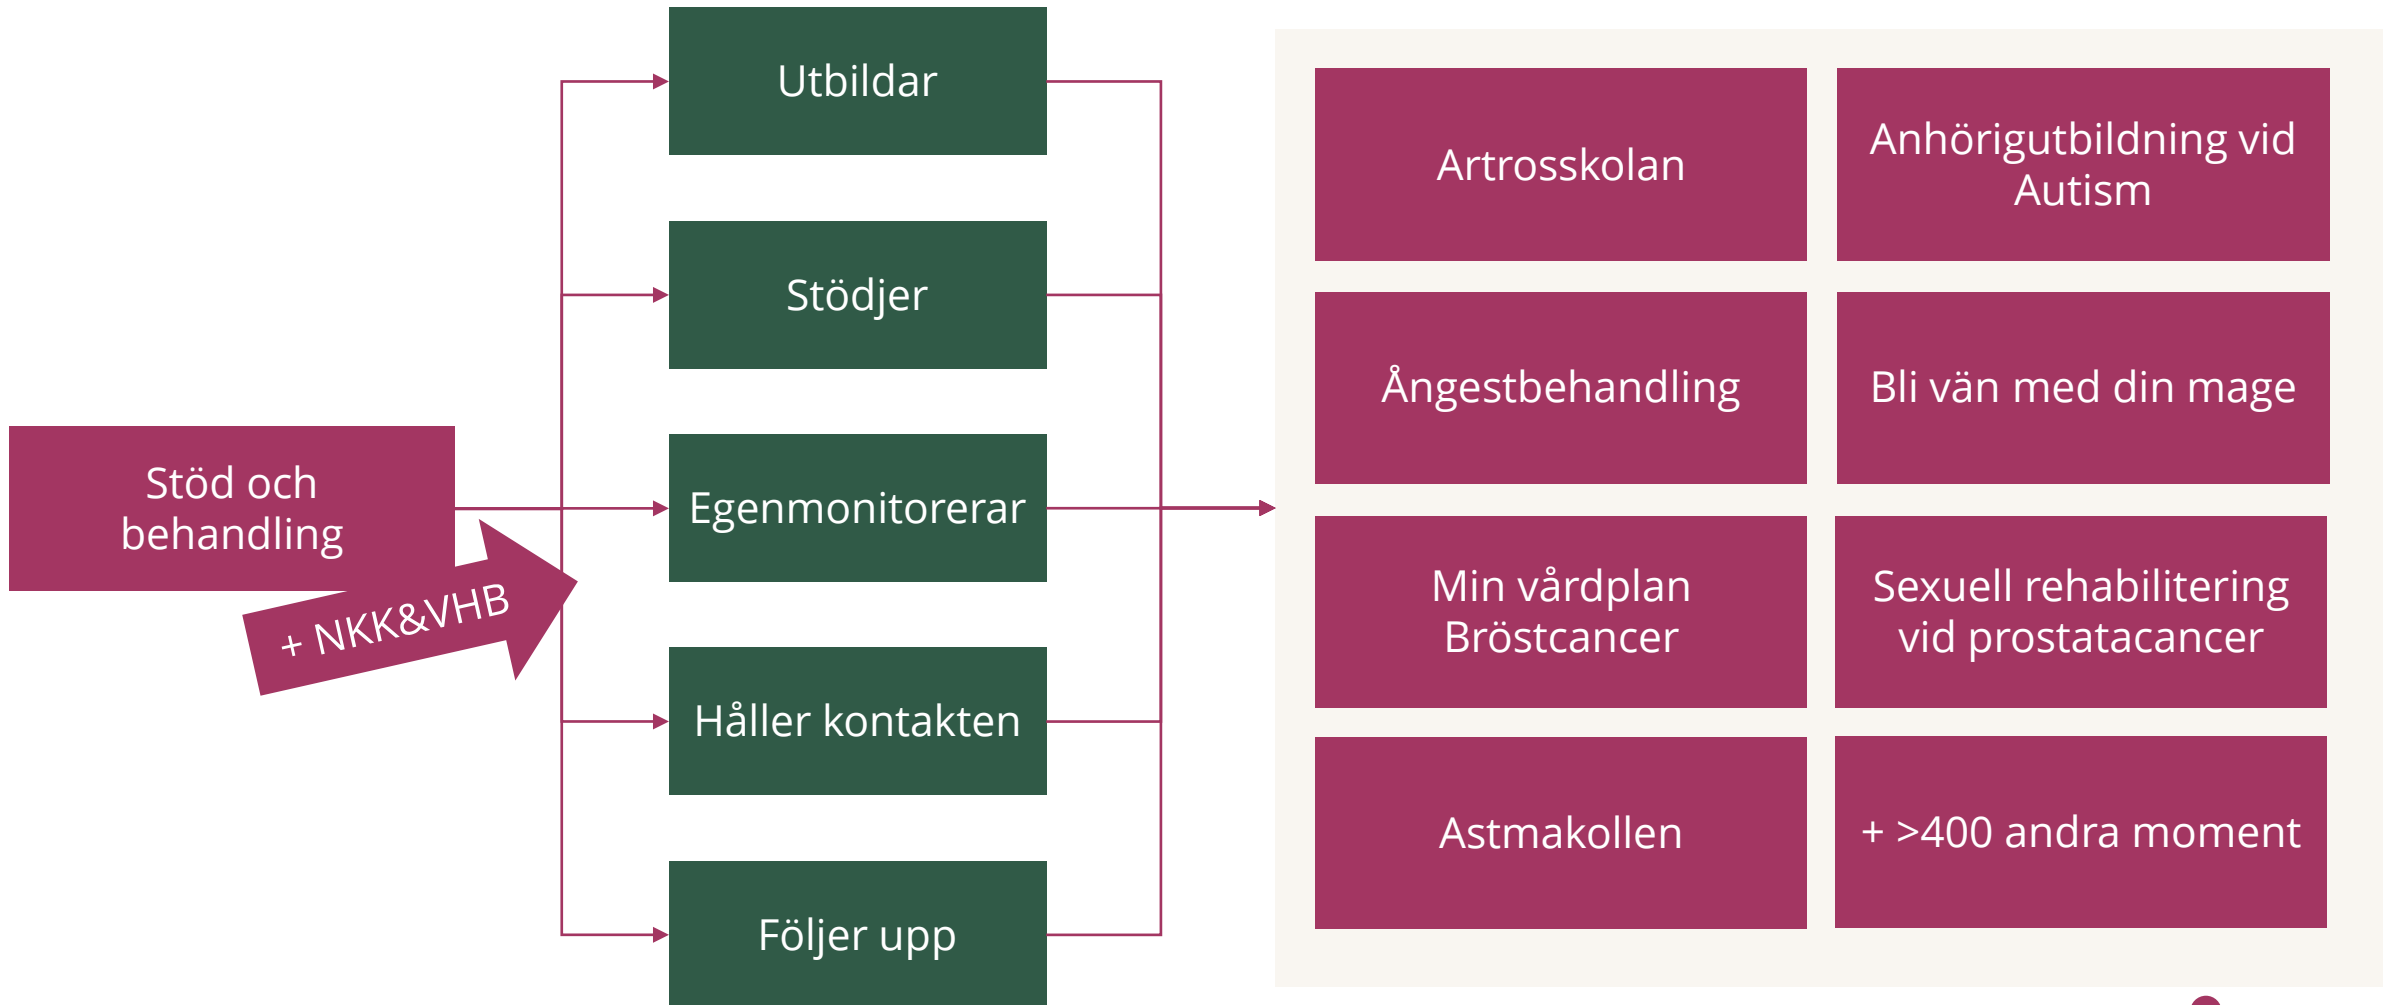 Stöd och
behandling
+ NKK&VHB
Utbildar
Stödjer
Egenmonitorerar
Håller kontakten
Följer upp
Artrosskolan
Anhörigutbildning vid
Autism
Ångestbehandling
Bli vän med din mage
Min vårdplan
Bröstcancer
Sexuell rehabilitering
vid prostatacancer
Astmakollen
+ >400 andra moment